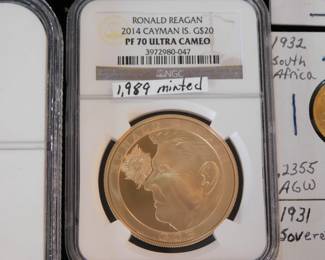 RONALD REAGAN
2014 CAYMAN IS. G$20
PF 70 ULTRA CAMEO
3972980-047
NGC
1,989 minted
1932
South
Africa
.2355
AGW
1931
Sovere